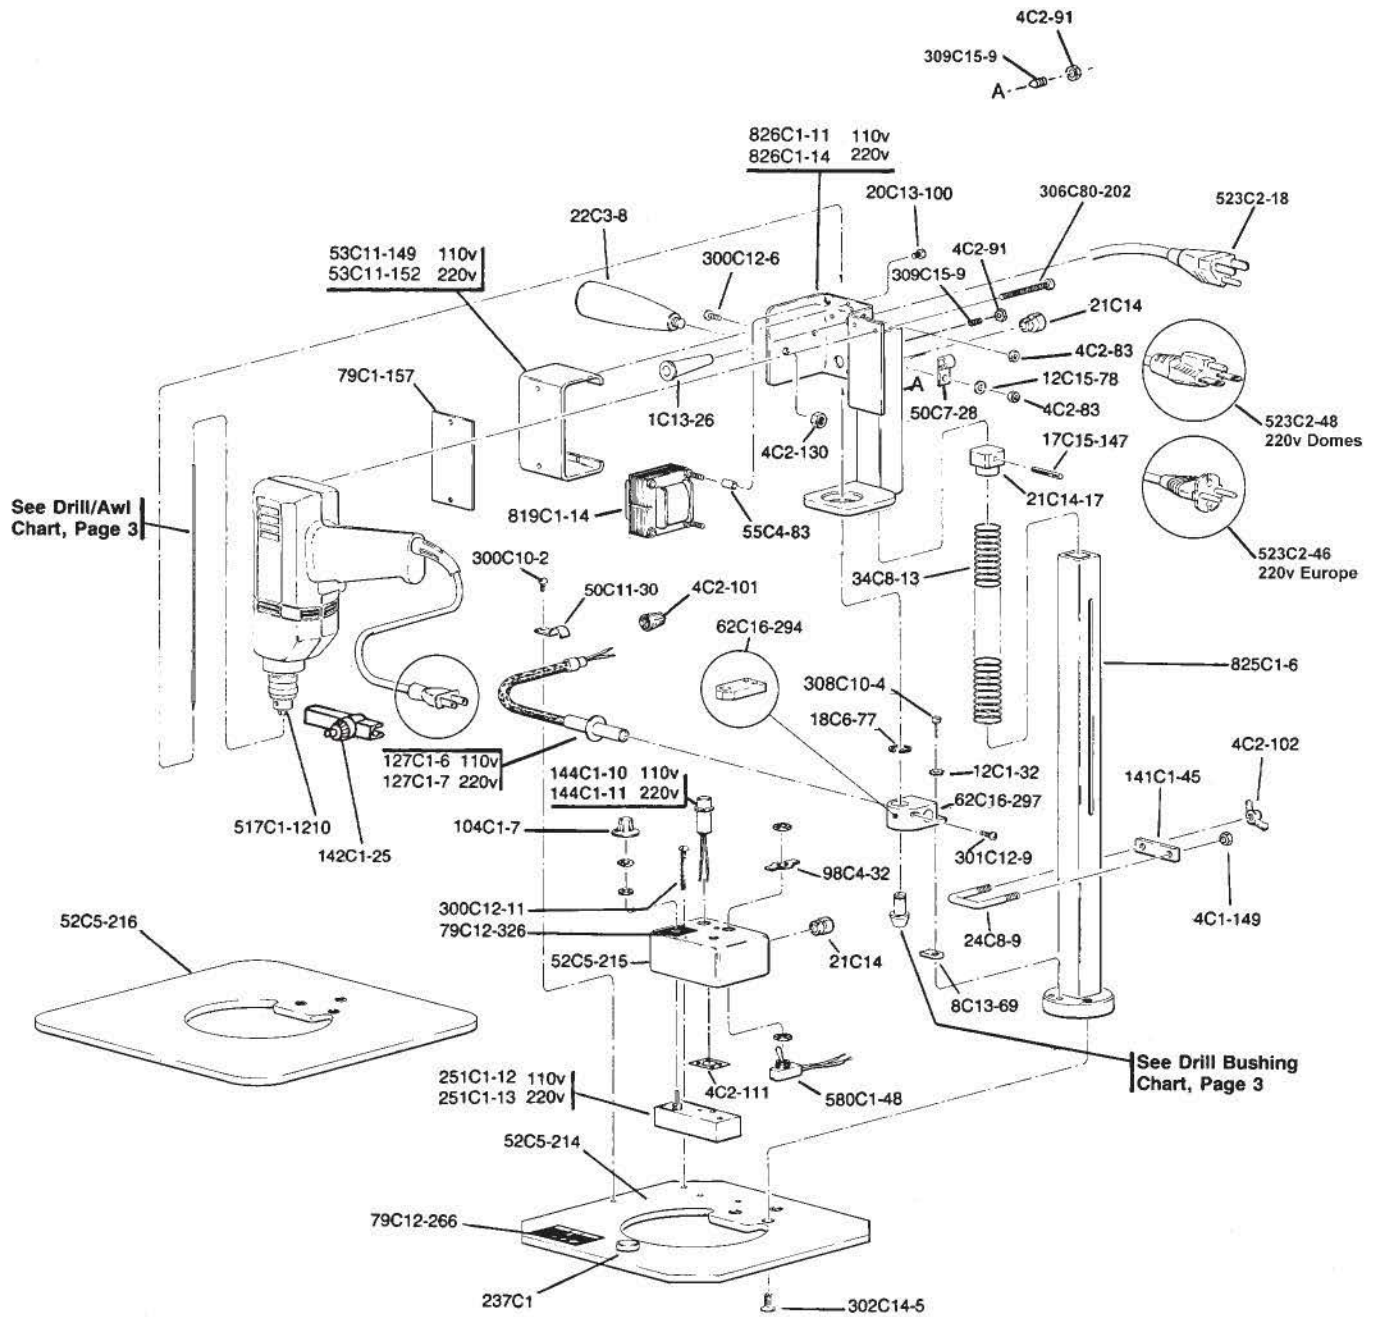 4C2-91
309C15-9
A
826C1-11 110v
826C1-14 220v
20C13-100
306C80-202
523C2-18
22C3-8
4C2-91
53C11-149 110v
53C11-152 220v
300C12-6
309C15-9
21C14
79C1-157
4C2-83
12C15-78
A
1C13-26
50C7-28
4C2-83
523C2-48
220v Domes
4C2-130
17C15-147
21C14-17
See Drill/Awl
Chart, Page 3
819C1-14
55C4-83
300C10-2
523C2-46
220v Europe
34C8-13
50C11-30
4C2-101
62C16-294
825C1-6
308C10-4
18C6-77
4C2-102
127C1-6 110v
127C1-7 220v
144C1-10 110v
144C1-11 220v
12C1-32
141C1-45
62C16-297
517C1-1210
104C1-7
142C1-25
301C12-9
98C4-32
300C12-11
52C5-216
79C12-326
4C1-149
24C8-9
52C5-215
21C14
8C13-69
See Drill Bushing
Chart, Page 3
251C1-12 110v
251C1-13 220v
4C2-111
580C1-48
52C5-214
79C12-266
237C1
302C14-5